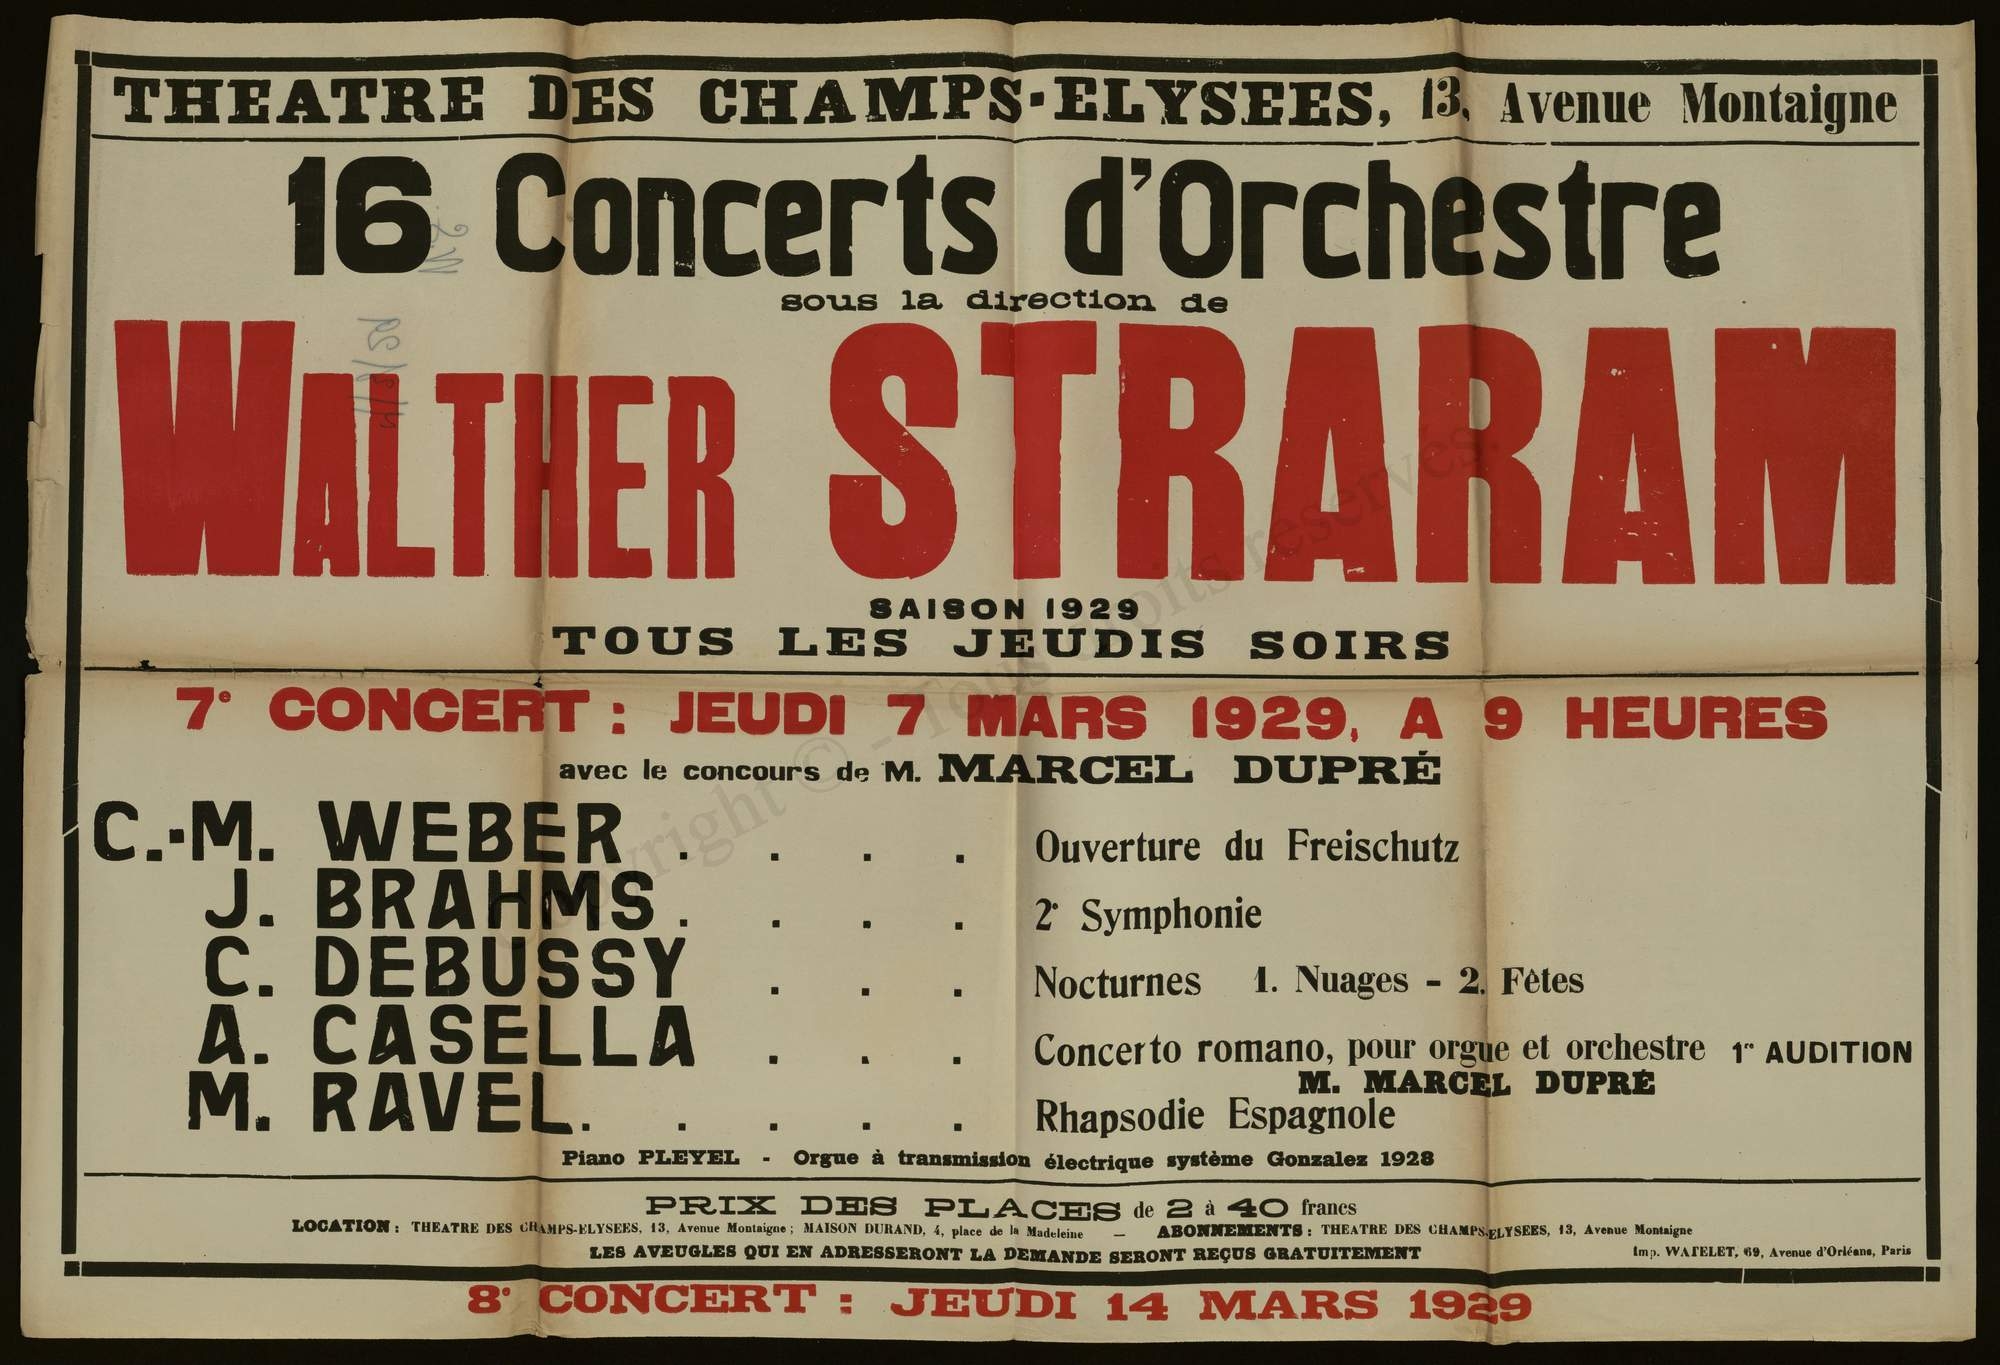 THEATRE DES CHAMPS-ELYSEES, 13, Avenue Montaigne
16 Concerts d'Orchestre
sous la direction de
WALTHER STRARAM
SAISON 1929
TOUS LES JEUDIS SOIRS
7e CONCERT : JEUDI 7 MARS 1929, A 9 HEURES
avec le concours de M. MARCEL DUPRÉ
C.-M. WEBER . . . . Ouverture du Freischutz
J. BRAHMS . . . . 2e Symphonie
C. DEBUSSY . . . Nocturnes 1. Nuages - 2. Fêtes
A. CASELLA . . . Concerto romano, pour orgue et orchestre 1re AUDITION
M. MARCEL DUPRÉ
M. RAVEL . . . . . Rhapsodie Espagnole
Piano PLEYEL - Orgue à transmission électrique système Gonzalez 1928
PRIX DES PLACES de 2 à 40 francs
LOCATION : THEATRE DES CHAMPS-ELYSEES, 13, Avenue Montaigne ; MAISON DURAND, 4, place de la Madeleine — ABONNEMENTS : THEATRE DES CHAMPS-ELYSEES, 13, Avenue Montaigne
LES AVEUGLES QUI EN ADRESSERONT LA DEMANDE SERONT REÇUS GRATUITEMENT
Imp. WATELET, 69, Avenue d'Orléans, Paris
8e CONCERT : JEUDI 14 MARS 1929
Copyright © - Tous droits réservés.